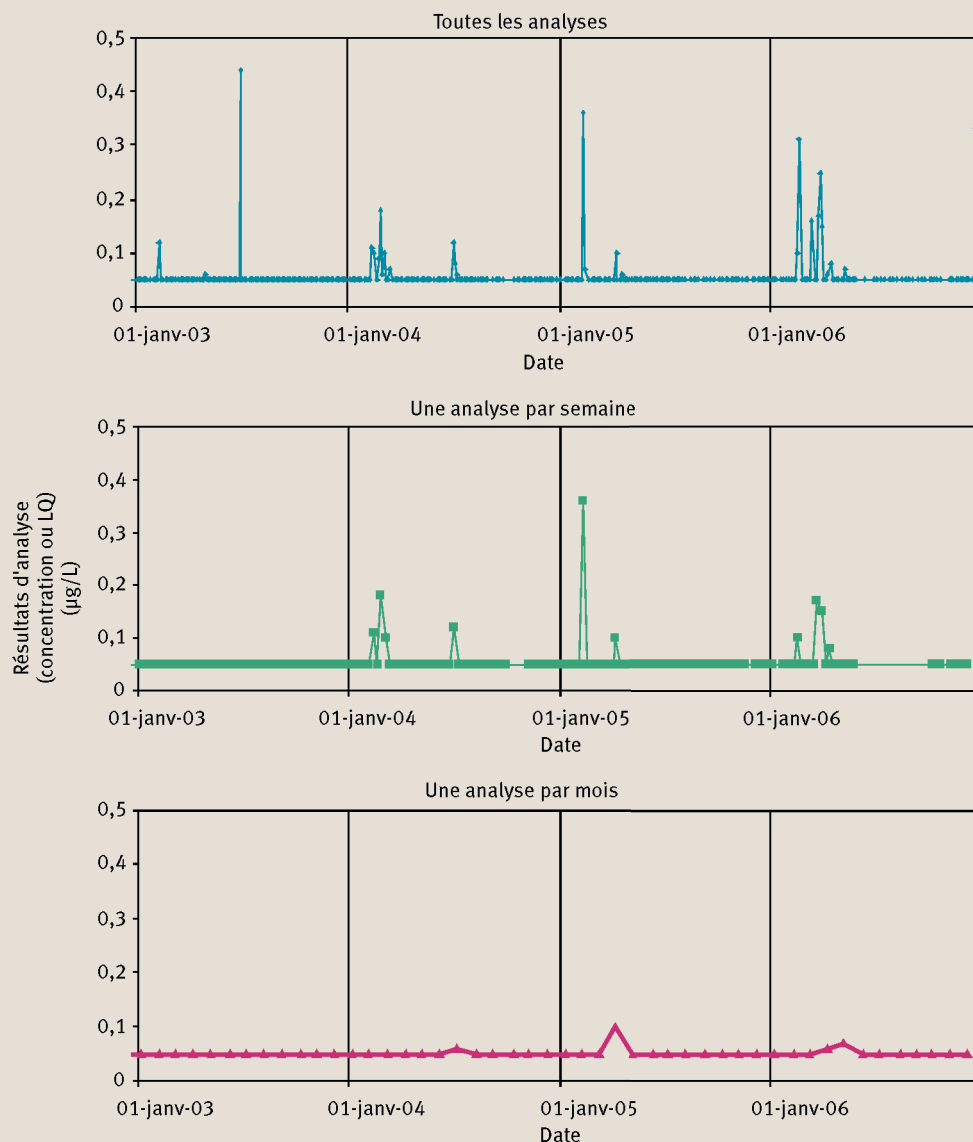 Toutes les analyses
0,5
0,4
0,3
0,2
0,1
0
01-janv-03 01-janv-04 01-janv-05 01-janv-06
Date
Une analyse par semaine
Résultats d'analyse
(concentration ou LQ)
(µg/L)
0,5
0,4
0,3
0,2
0,1
0
01-janv-03 01-janv-04 01-janv-05 01-janv-06
Date
Une analyse par mois
0,5
0,4
0,3
0,2
0,1
0
01-janv-03 01-janv-04 01-janv-05 01-janv-06
Date